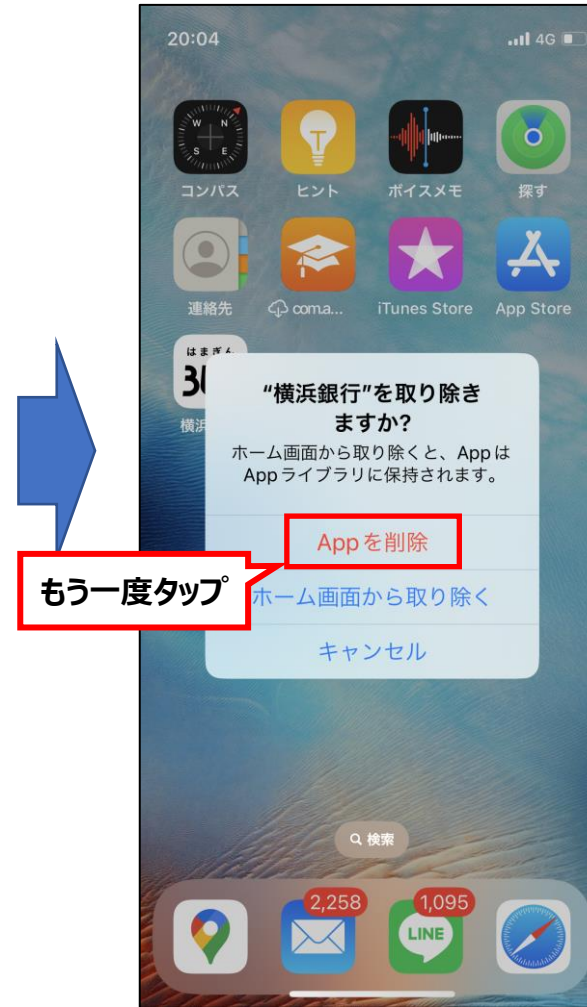 20:04
4G
W N
S E
コンパス
ヒント
ボイスメモ
探す
連絡先
com.a...
iTunes Store
App Store
はまぎん
横浜
“横浜銀行”を取り除き
ますか?
ホーム画面から取り除くと、Appは
Appライブラリに保持されます。
Appを削除
もう一度タップ
ホーム画面から取り除く
キャンセル
検索
2,258
1,095
LINE